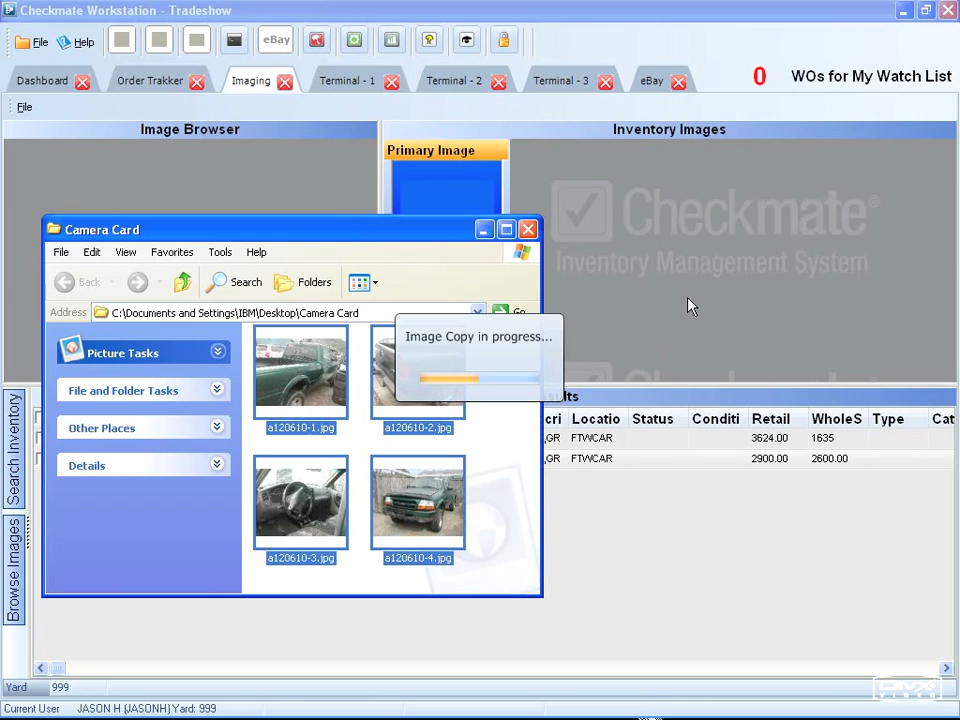 Checkmate Workstation - Tradeshow
File Help eBay
Dashboard Order Trakker Imaging Terminal - 1 Terminal - 2 Terminal - 3 eBay 0 WOs for My Watch List
File
Image Browser Inventory Images
Primary Image
Checkmate®
Inventory Management System
Camera Card
File Edit View Favorites Tools Help
Back Search Folders
Address C:\Documents and Settings\IBM\Desktop\Camera Card Go
Image Copy in progress...
Picture Tasks
File and Folder Tasks
Other Places
Details
a120610-1.jpg a120610-2.jpg
a120610-3.jpg a120610-4.jpg
Search Inventory
Browse Images
cri Locatio Status Conditi Retail WholeS Type Cat
,GR FTWCAR 3624.00 1635
,GR FTWCAR 2900.00 2600.00
Yard 999
Current User JASON H (JASONH) Yard: 999